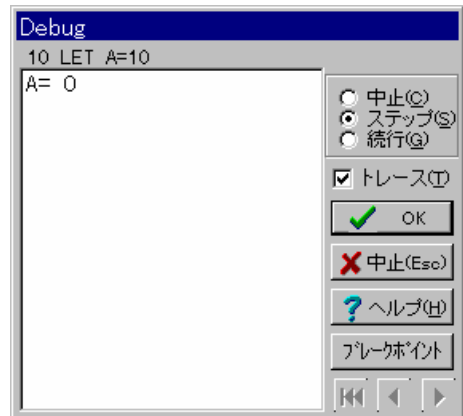 Debug
10 LET A=10
A= 0
中止(C)
ステップ(S)
続行(G)
トレース(T)
OK
中止(Esc)
ヘルプ(H)
ﾌﾞﾚｰｸﾎﾟｲﾝﾄ